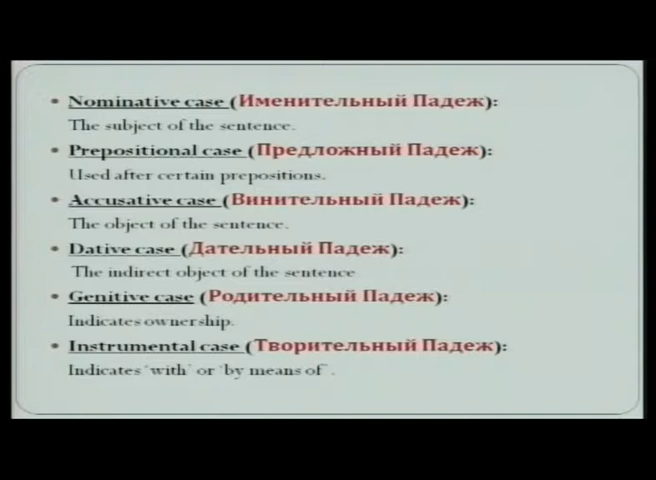 • Nominative case (Именительный Падеж):
The subject of the sentence.
• Prepositional case (Предложный Падеж):
Used after certain prepositions.
• Accusative case (Винительный Падеж):
The object of the sentence.
• Dative case (Дательный Падеж):
The indirect object of the sentence
• Genitive case (Родительный Падеж):
Indicates ownership.
• Instrumental case (Творительный Падеж):
Indicates 'with' or 'by means of'.